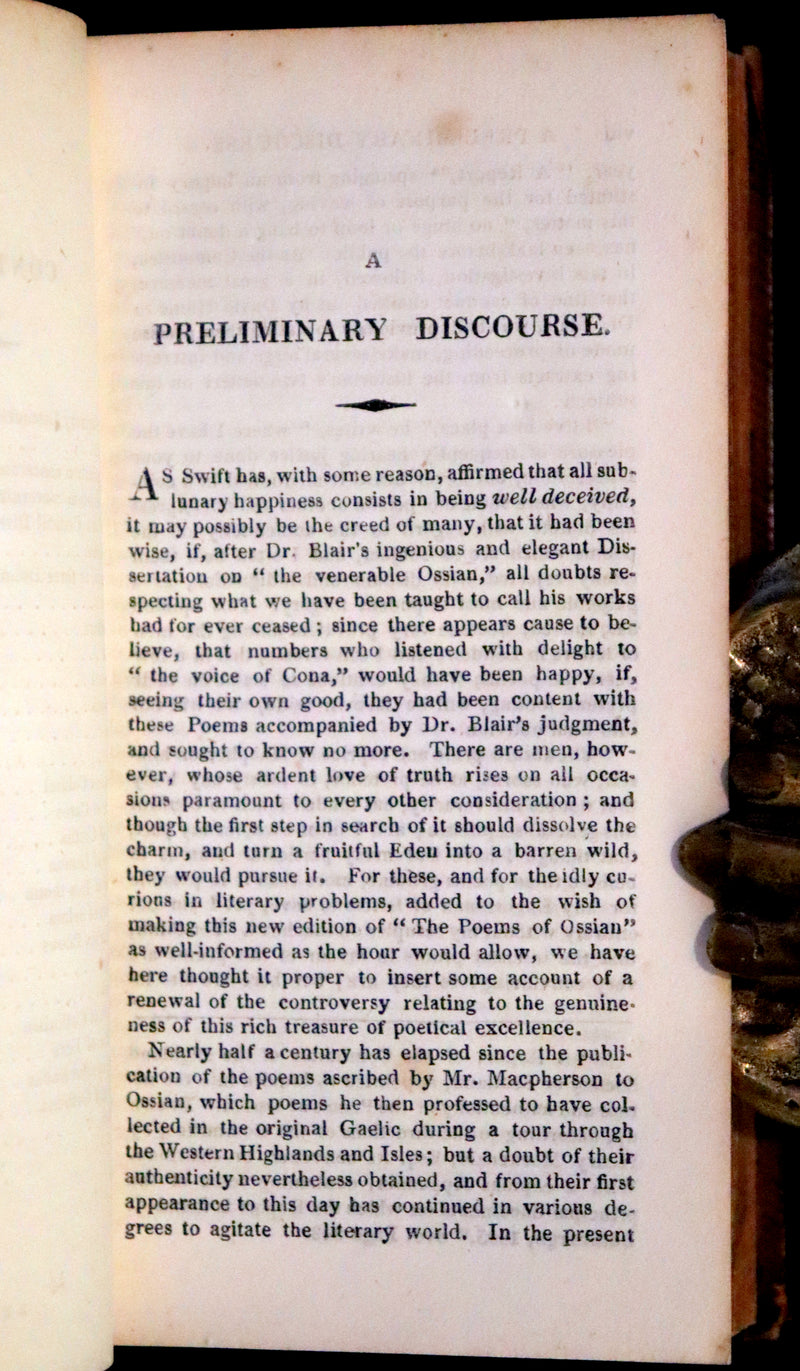 A
PRELIMINARY DISCOURSE.
AS Swift has, with some reason, affirmed that all sub-
lunary happiness consists in being well deceived,
it may possibly be the creed of many, that it had been
wise, if, after Dr. Blair's ingenious and elegant Dis-
sertation on “ the venerable Ossian,” all doubts re-
specting what we have been taught to call his works
had for ever ceased ; since there appears cause to be-
lieve, that numbers who listened with delight to
“ the voice of Cona,” would have been happy, if,
seeing their own good, they had been content with
these Poems accompanied by Dr. Blair's judgment,
and sought to know no more. There are men, how-
ever, whose ardent love of truth rises on all occa-
sions paramount to every other consideration ; and
though the first step in search of it should dissolve the
charm, and turn a fruitful Eden into a barren wild,
they would pursue it. For these, and for the idly cu-
rious in literary problems, added to the wish of
making this new edition of “ The Poems of Ossian”
as well-informed as the hour would allow, we have
here thought it proper to insert some account of a
renewal of the controversy relating to the genuine-
ness of this rich treasure of poetical excellence.
Nearly half a century has elapsed since the publi-
cation of the poems ascribed by Mr. Macpherson to
Ossian, which poems he then professed to have col-
lected in the original Gaelic during a tour through
the Western Highlands and Isles ; but a doubt of their
authenticity nevertheless obtained, and from their first
appearance to this day has continued in various de-
grees to agitate the literary world. In the present